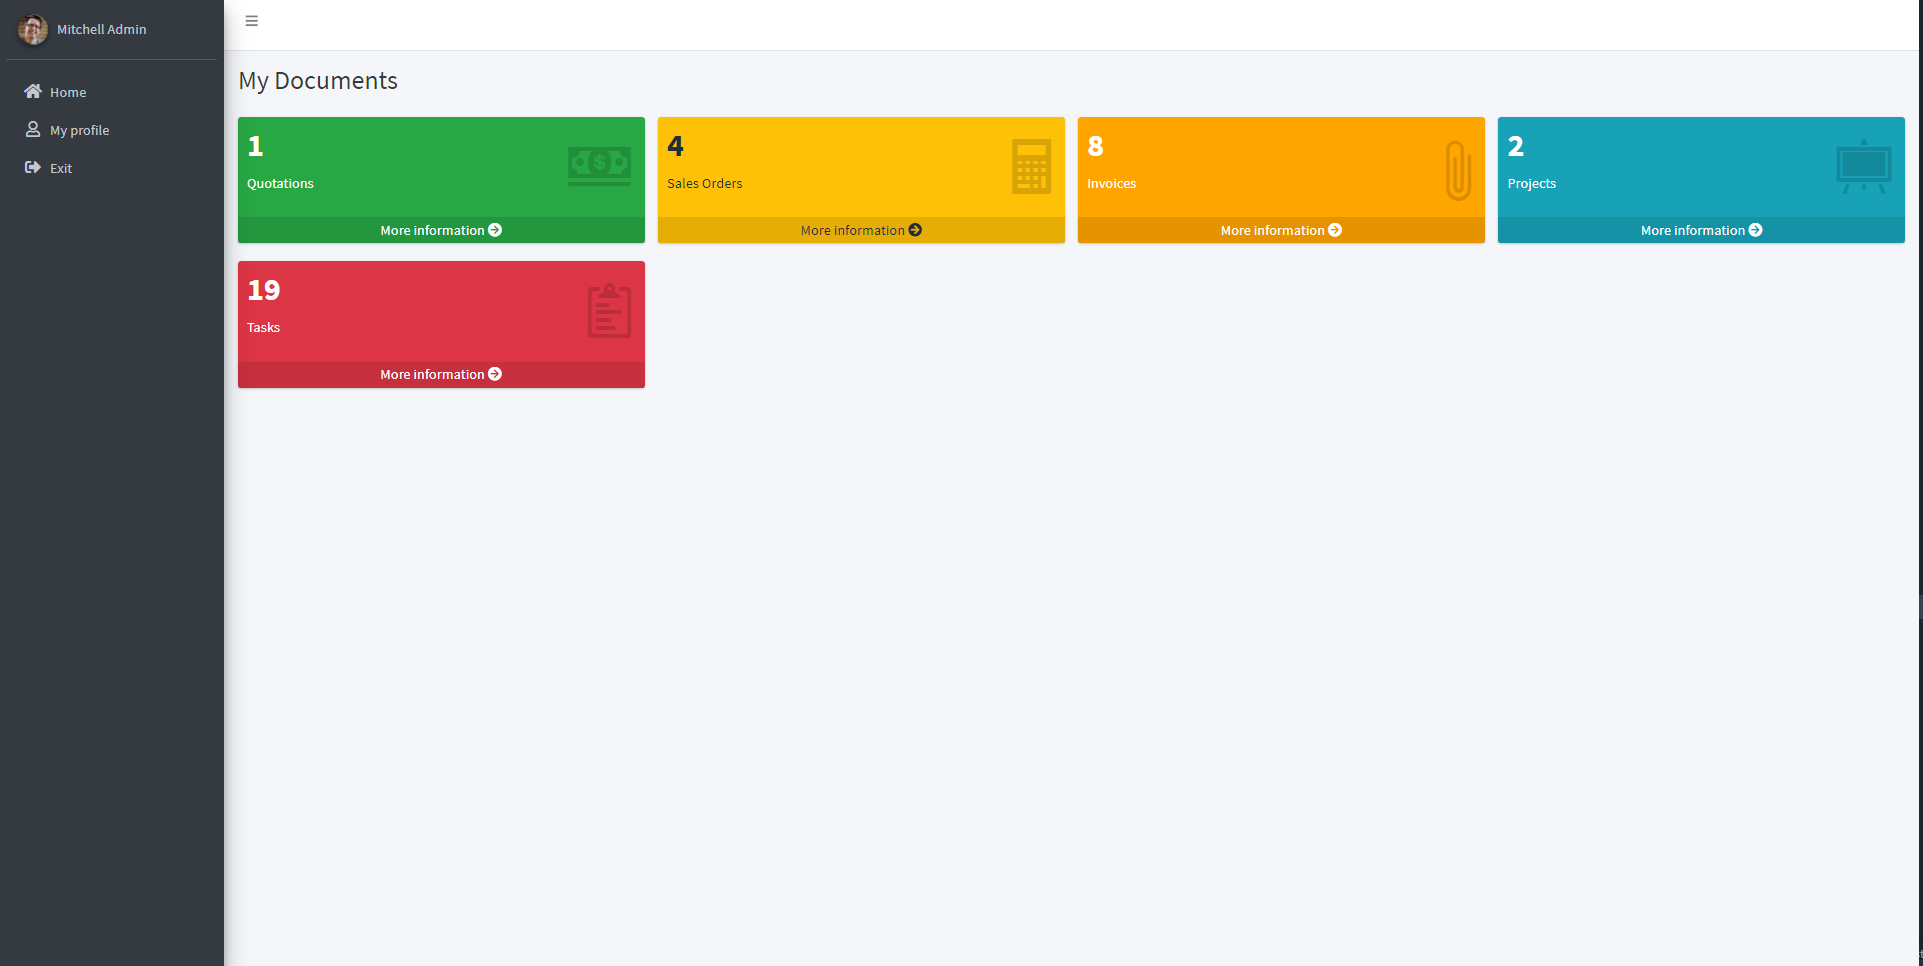 Mitchell Admin
Home
My profile
Exit
My Documents
1
Quotations
More information
4
Sales Orders
More information
8
Invoices
More information
2
Projects
More information
19
Tasks
More information